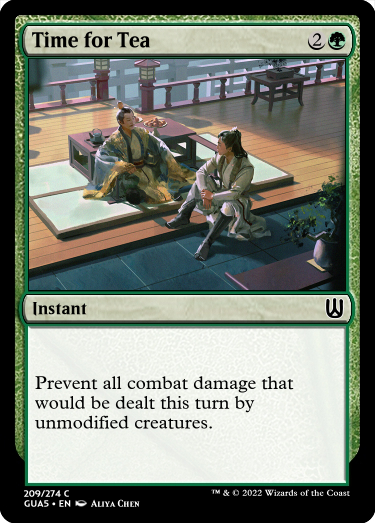 Time for Tea 2
Instant
Prevent all combat damage that
would be dealt this turn by
unmodified creatures.
209/274 C
GUA5 • EN Aliya Chen
™ & © 2022 Wizards of the Coast